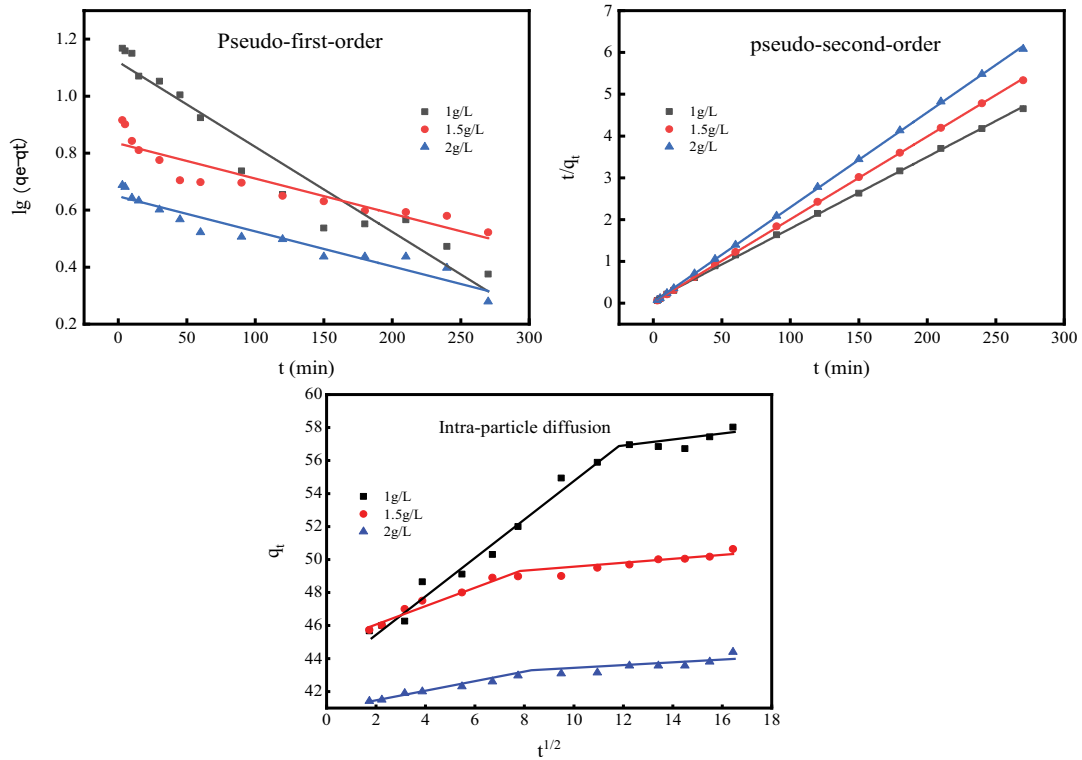 Pseudo-first-order
1.2
1.0
0.8
0.6
0.4
0.2
lg (qe-qt)
1g/L
1.5g/L
2g/L
0
50
100
150
200
250
300
t (min)
pseudo-second-order
7
6
5
4
3
2
1
0
t/qt
1g/L
1.5g/L
2g/L
0
50
100
150
200
250
300
t (min)
Intra-particle diffusion
60
58
56
54
52
50
48
46
44
42
qt
1g/L
1.5g/L
2g/L
0
2
4
6
8
10
12
14
16
18
t1/2